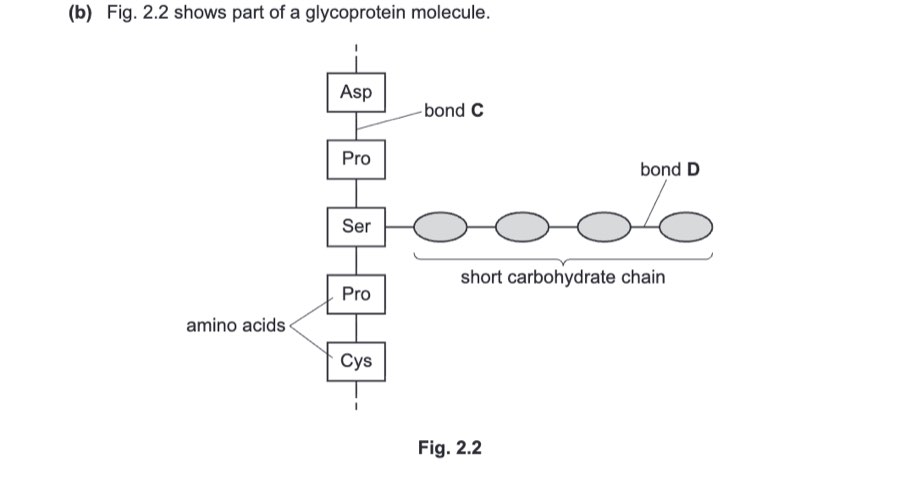 (b) Fig. 2.2 shows part of a glycoprotein molecule.
Asp
bond C
Pro
bond D
Ser
short carbohydrate chain
Pro
amino acids
Cys
Fig. 2.2